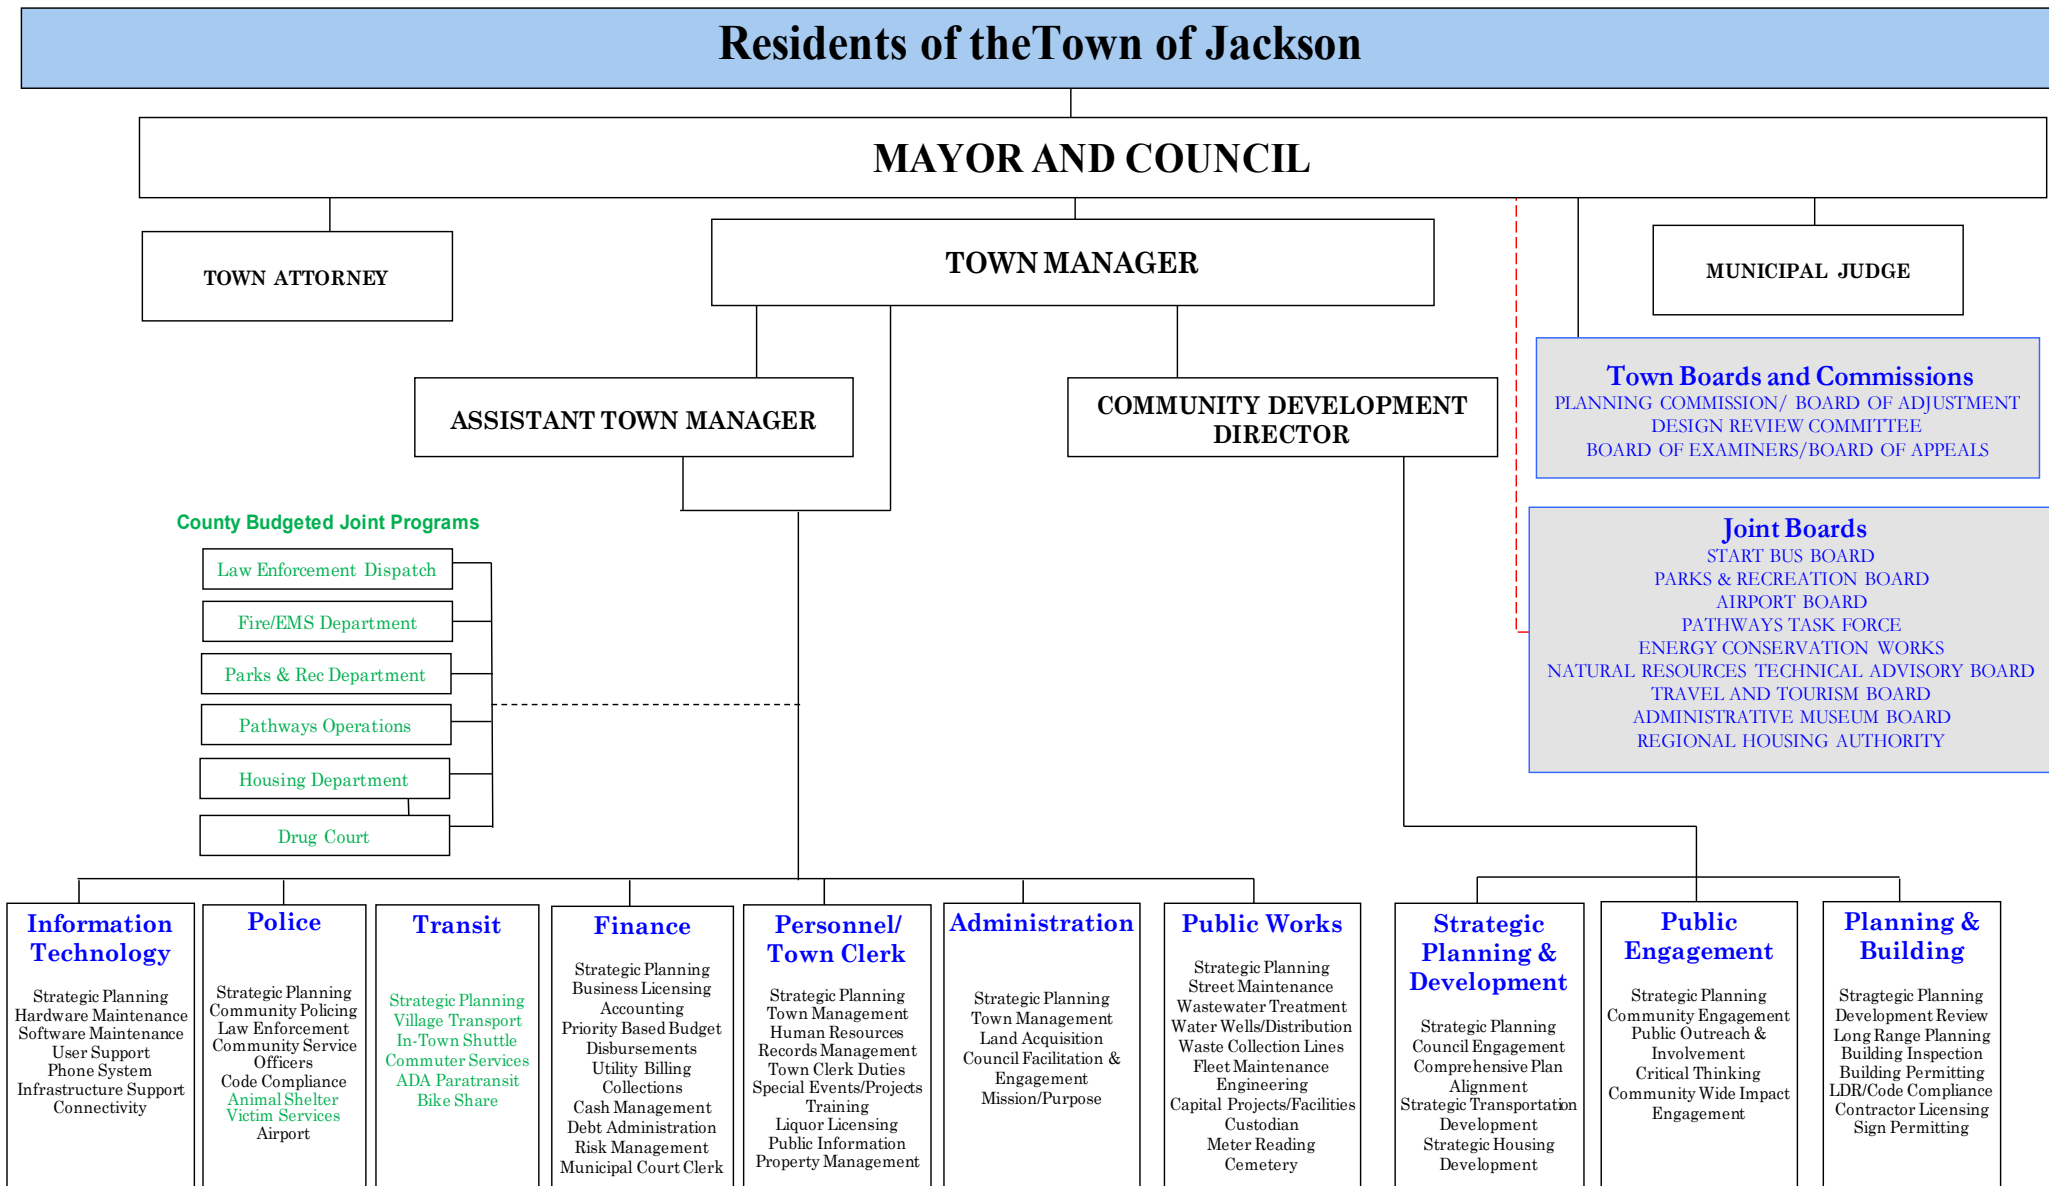 Residents of theTown of Jackson
MAYOR AND COUNCIL
TOWN ATTORNEY
TOWN MANAGER
MUNICIPAL JUDGE
ASSISTANT TOWN MANAGER
COMMUNITY DEVELOPMENT
DIRECTOR
Town Boards and Commissions
PLANNING COMMISSION/ BOARD OF ADJUSTMENT
DESIGN REVIEW COMMITTEE
BOARD OF EXAMINERS/BOARD OF APPEALS
Joint Boards
START BUS BOARD
PARKS & RECREATION BOARD
AIRPORT BOARD
PATHWAYS TASK FORCE
ENERGY CONSERVATION WORKS
NATURAL RESOURCES TECHNICAL ADVISORY BOARD
TRAVEL AND TOURISM BOARD
ADMINISTRATIVE MUSEUM BOARD
REGIONAL HOUSING AUTHORITY
County Budgeted Joint Programs
Law Enforcement Dispatch
Fire/EMS Department
Parks & Rec Department
Pathways Operations
Housing Department
Drug Court
Information
Technology
Strategic Planning
Hardware Maintenance
Software Maintenance
User Support
Phone System
Infrastructure Support
Connectivity
Police
Strategic Planning
Community Policing
Law Enforcement
Community Service
Officers
Code Compliance
Animal Shelter
Victim Services
Airport
Transit
Strategic Planning
Village Transport
In-Town Shuttle
Commuter Services
ADA Paratransit
Bike Share
Finance
Strategic Planning
Business Licensing
Accounting
Priority Based Budget
Disbursements
Utility Billing
Collections
Cash Management
Debt Administration
Risk Management
Municipal Court Clerk
Personnel/
Town Clerk
Strategic Planning
Town Management
Human Resources
Records Management
Town Clerk Duties
Special Events/Projects
Training
Liquor Licensing
Public Information
Property Management
Administration
Strategic Planning
Town Management
Land Acquisition
Council Facilitation &
Engagement
Mission/Purpose
Public Works
Strategic Planning
Street Maintenance
Wastewater Treatment
Water Wells/Distribution
Waste Collection Lines
Fleet Maintenance
Engineering
Capital Projects/Facilities
Custodian
Meter Reading
Cemetery
Strategic
Planning &
Development
Strategic Planning
Council Engagement
Comprehensive Plan
Alignment
Strategic Transportation
Development
Strategic Housing
Development
Public
Engagement
Strategic Planning
Community Engagement
Public Outreach &
Involvement
Critical Thinking
Community Wide Impact
Engagement
Planning &
Building
Stragtegic Planning
Development Review
Long Range Planning
Building Inspection
Building Permitting
LDR/Code Compliance
Contractor Licensing
Sign Permitting